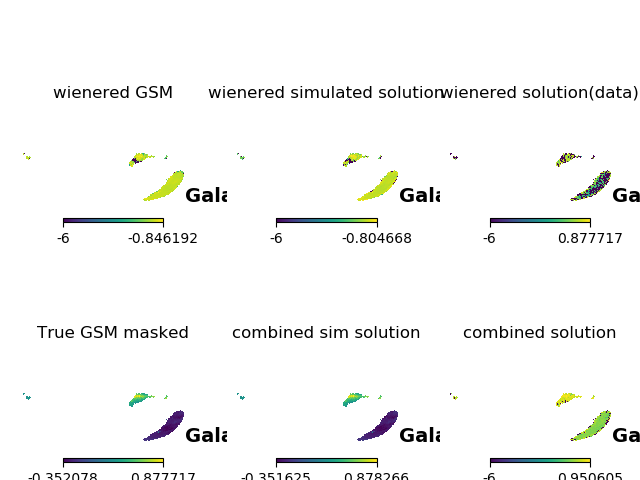 wienered GSM
wienered simulated solution
wienered solution(data)
Gala
Gala
Ga
-6 -0.846192
-6 -0.804668
-6 0.877717
True GSM masked
combined sim solution
combined solution
Gala
Gala
Ga
-0.352078 0.877717
-0.351625 0.878266
-6 0.950605